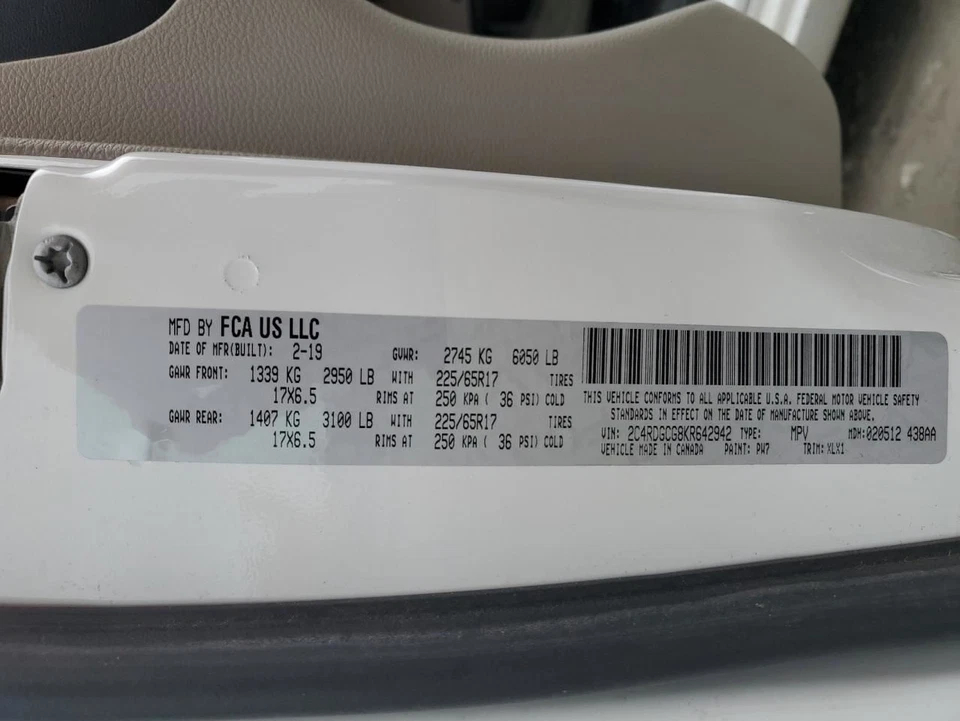 MFD BY FCA US LLC
DATE OF MFR(BUILT): 2-19 GVWR: 2745 KG 6050 LB
GAWR FRONT: 1339 KG 2950 LB WITH 225/65R17 TIRES
17X6.5 RIMS AT 250 KPA ( 36 PSI) COLD
GAWR REAR: 1407 KG 3100 LB WITH 225/65R17 TIRES
17X6.5 RIMS AT 250 KPA ( 36 PSI) COLD
THIS VEHICLE CONFORMS TO ALL APPLICABLE U.S.A. FEDERAL MOTOR VEHICLE SAFETY
STANDARDS IN EFFECT ON THE DATE OF MANUFACTURE SHOWN ABOVE.
VIN: 2C4RDGCG8KR642942 TYPE: MPV MDH:020512 438AA
VEHICLE MADE IN CANADA PAINT: PW7 TRIM: XLX1